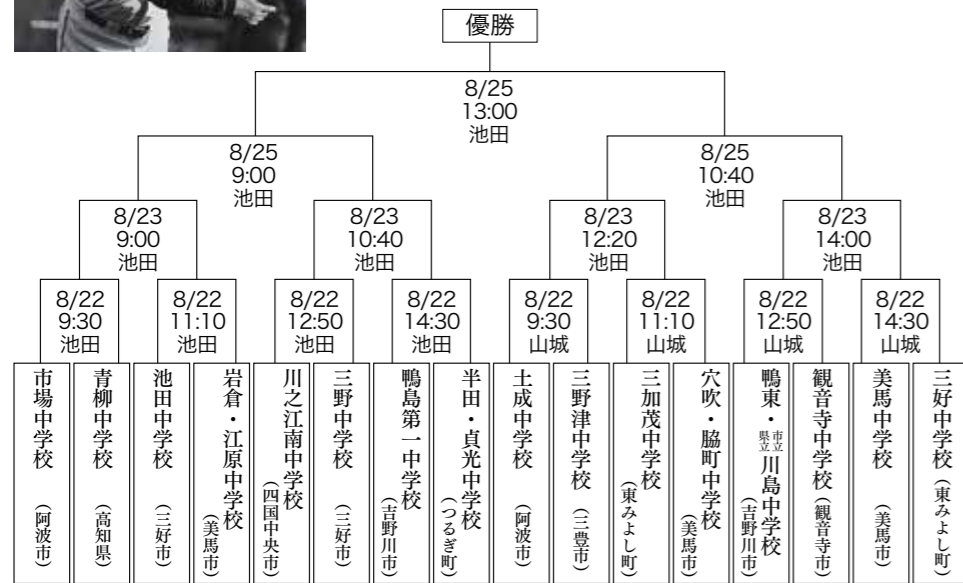 優勝
8/25
13:00
池田
8/25
9:00
池田
8/25
10:40
池田
8/23
9:00
池田
8/23
10:40
池田
8/23
12:20
池田
8/23
14:00
池田
8/22
9:30
池田
8/22
11:10
池田
8/22
12:50
池田
8/22
14:30
池田
8/22
9:30
山城
8/22
11:10
山城
8/22
12:50
山城
8/22
14:30
山城
市場中学校(阿波市)
青柳中学校(高知県)
池田中学校(三好市)
岩倉・江原中学校
(美馬市)
川之江南中学校
(四国中央市)
三野中学校(三好市)
鴨島第一中学校
(吉野川市)
半田・貞光中学校
(つるぎ町)
土成中学校(阿波市)
三野津中学校(三豊市)
三加茂中学校
(東みよし町)
穴吹・脇町中学校
(美馬市)
鴨東・市立県立川島中学校
(吉野川市)
観音寺中学校(観音寺市)
美馬中学校(美馬市)
三好中学校(東みよし町)